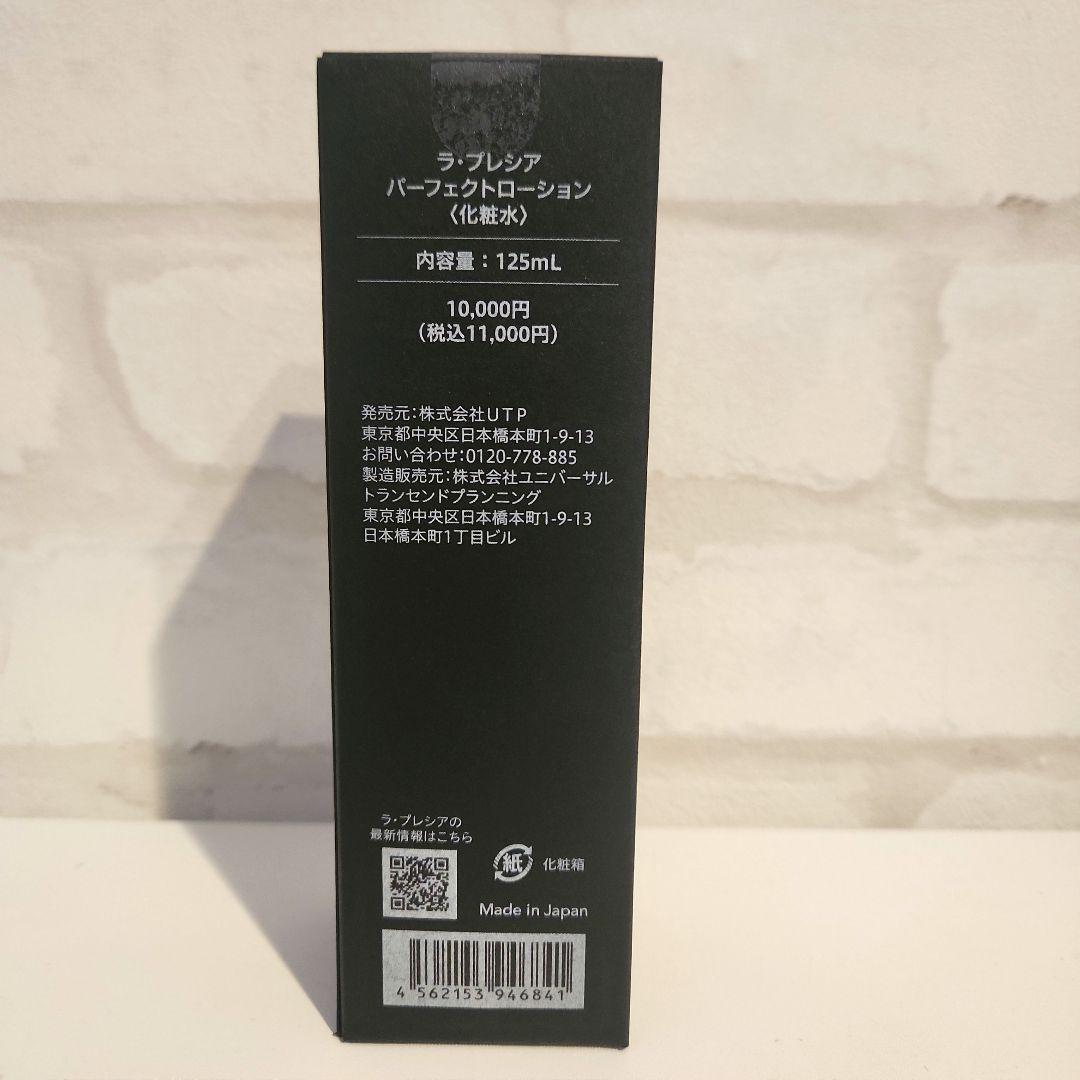 ラ・プレシア
パーフェクトローション
〈化粧水〉
内容量：125mL
10,000円
（税込11,000円）
発売元：株式会社UTP
東京都中央区日本橋本町1-9-13
お問い合わせ：0120-778-885
製造販売元：株式会社ユニバーサル
トランセンドプランニング
東京都中央区日本橋本町1-9-13
日本橋本町1丁目ビル
ラ・プレシアの
最新情報はこちら
紙 化粧箱
Made in Japan
4 562153 946841